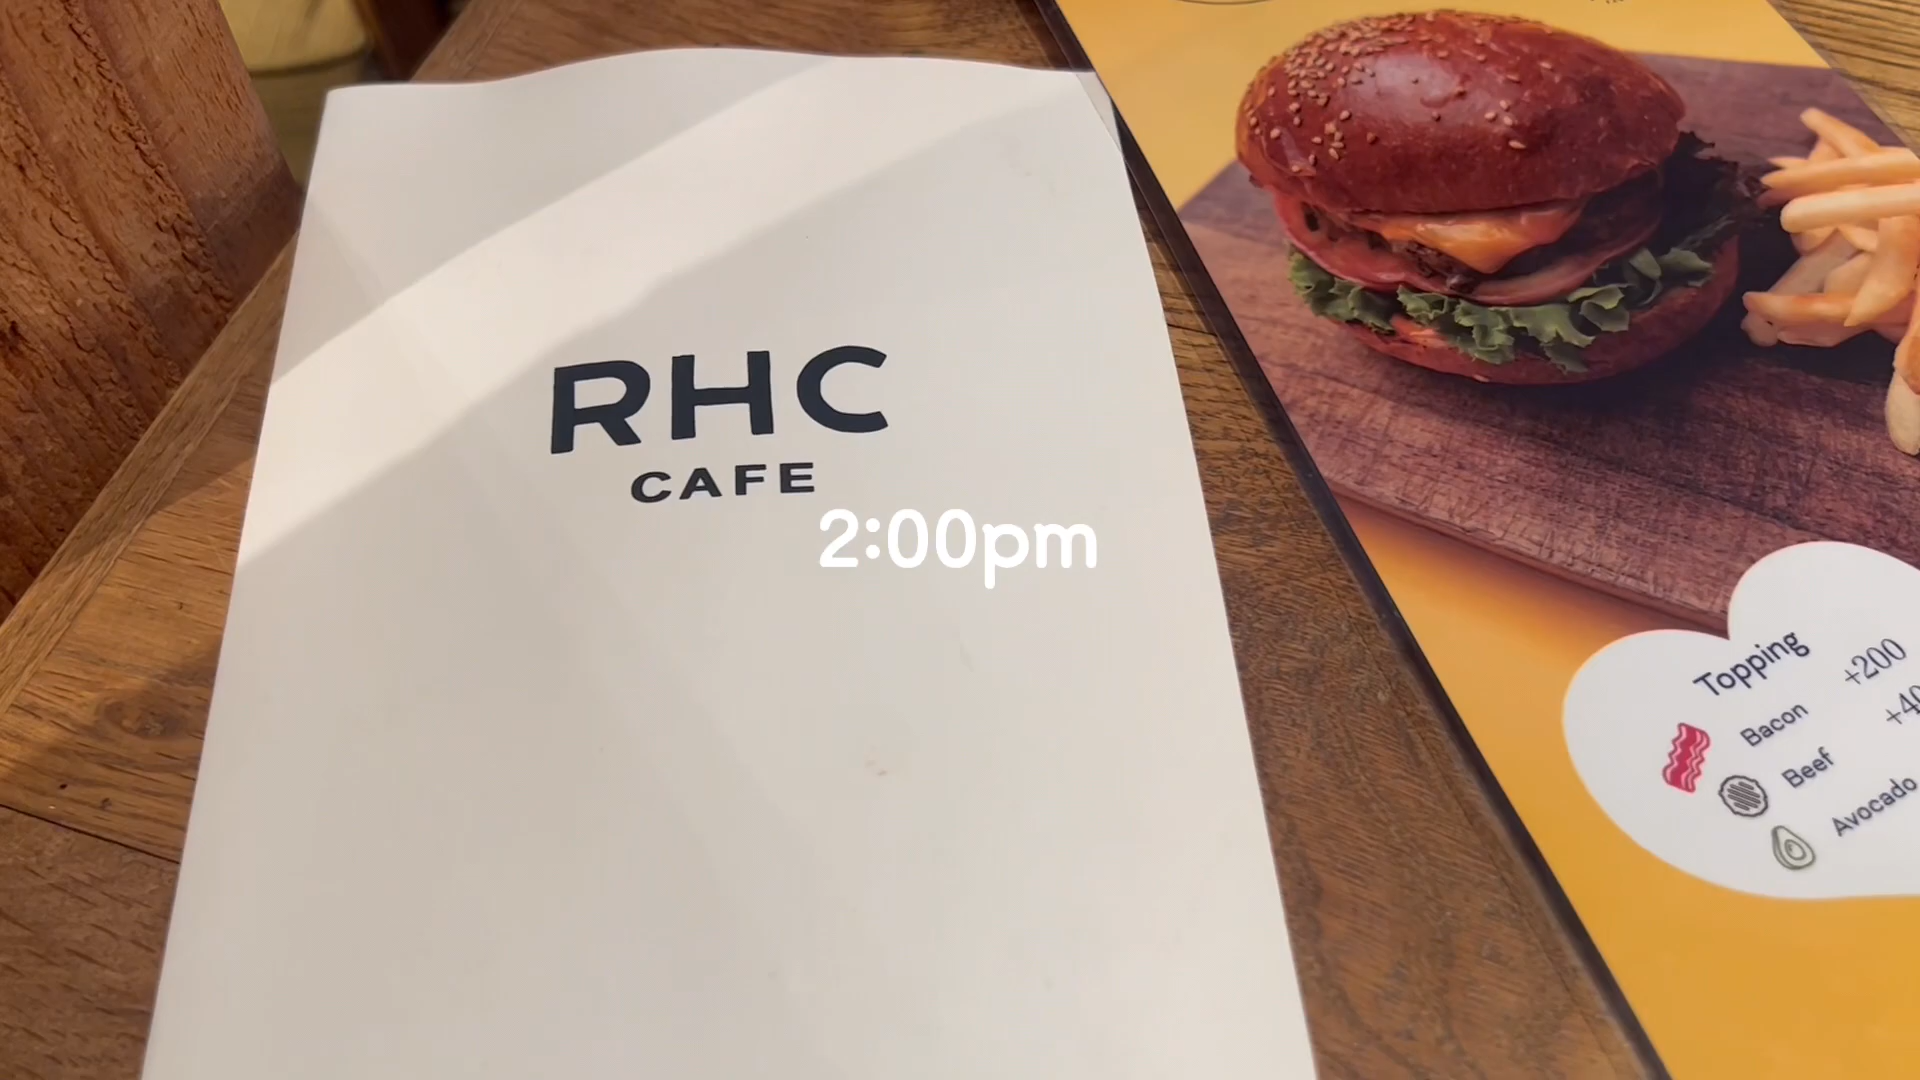 RHC
CAFE
2:00pm
Topping
Bacon +200
Beef
Avocado